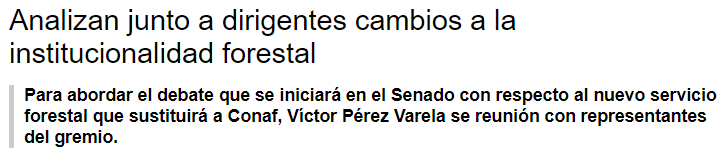 Analizan junto a dirigentes cambios a la
institucionalidad forestal
Para abordar el debate que se iniciará en el Senado con respecto al nuevo servicio
forestal que sustituirá a Conaf, Víctor Pérez Varela se reunión con representantes
del gremio.